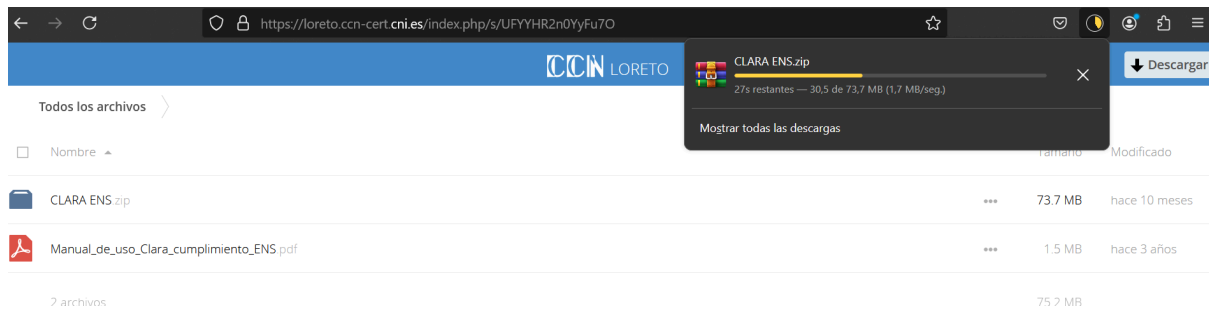 https://loreto.ccn-cert.cni.es/index.php/s/UFYYHR2n0YyFu7O
CCN LORETO
CLARA ENS.zip
27s restantes — 30,5 de 73,7 MB (1,7 MB/seg.)
Mostrar todas las descargas
Descargar
Todos los archivos
Nombre
Tamaño
Modificado
CLARA ENS.zip
73.7 MB
hace 10 meses
Manual_de_uso_Clara_cumplimiento_ENS.pdf
1.5 MB
hace 3 años
2 archivos
75.2 MB